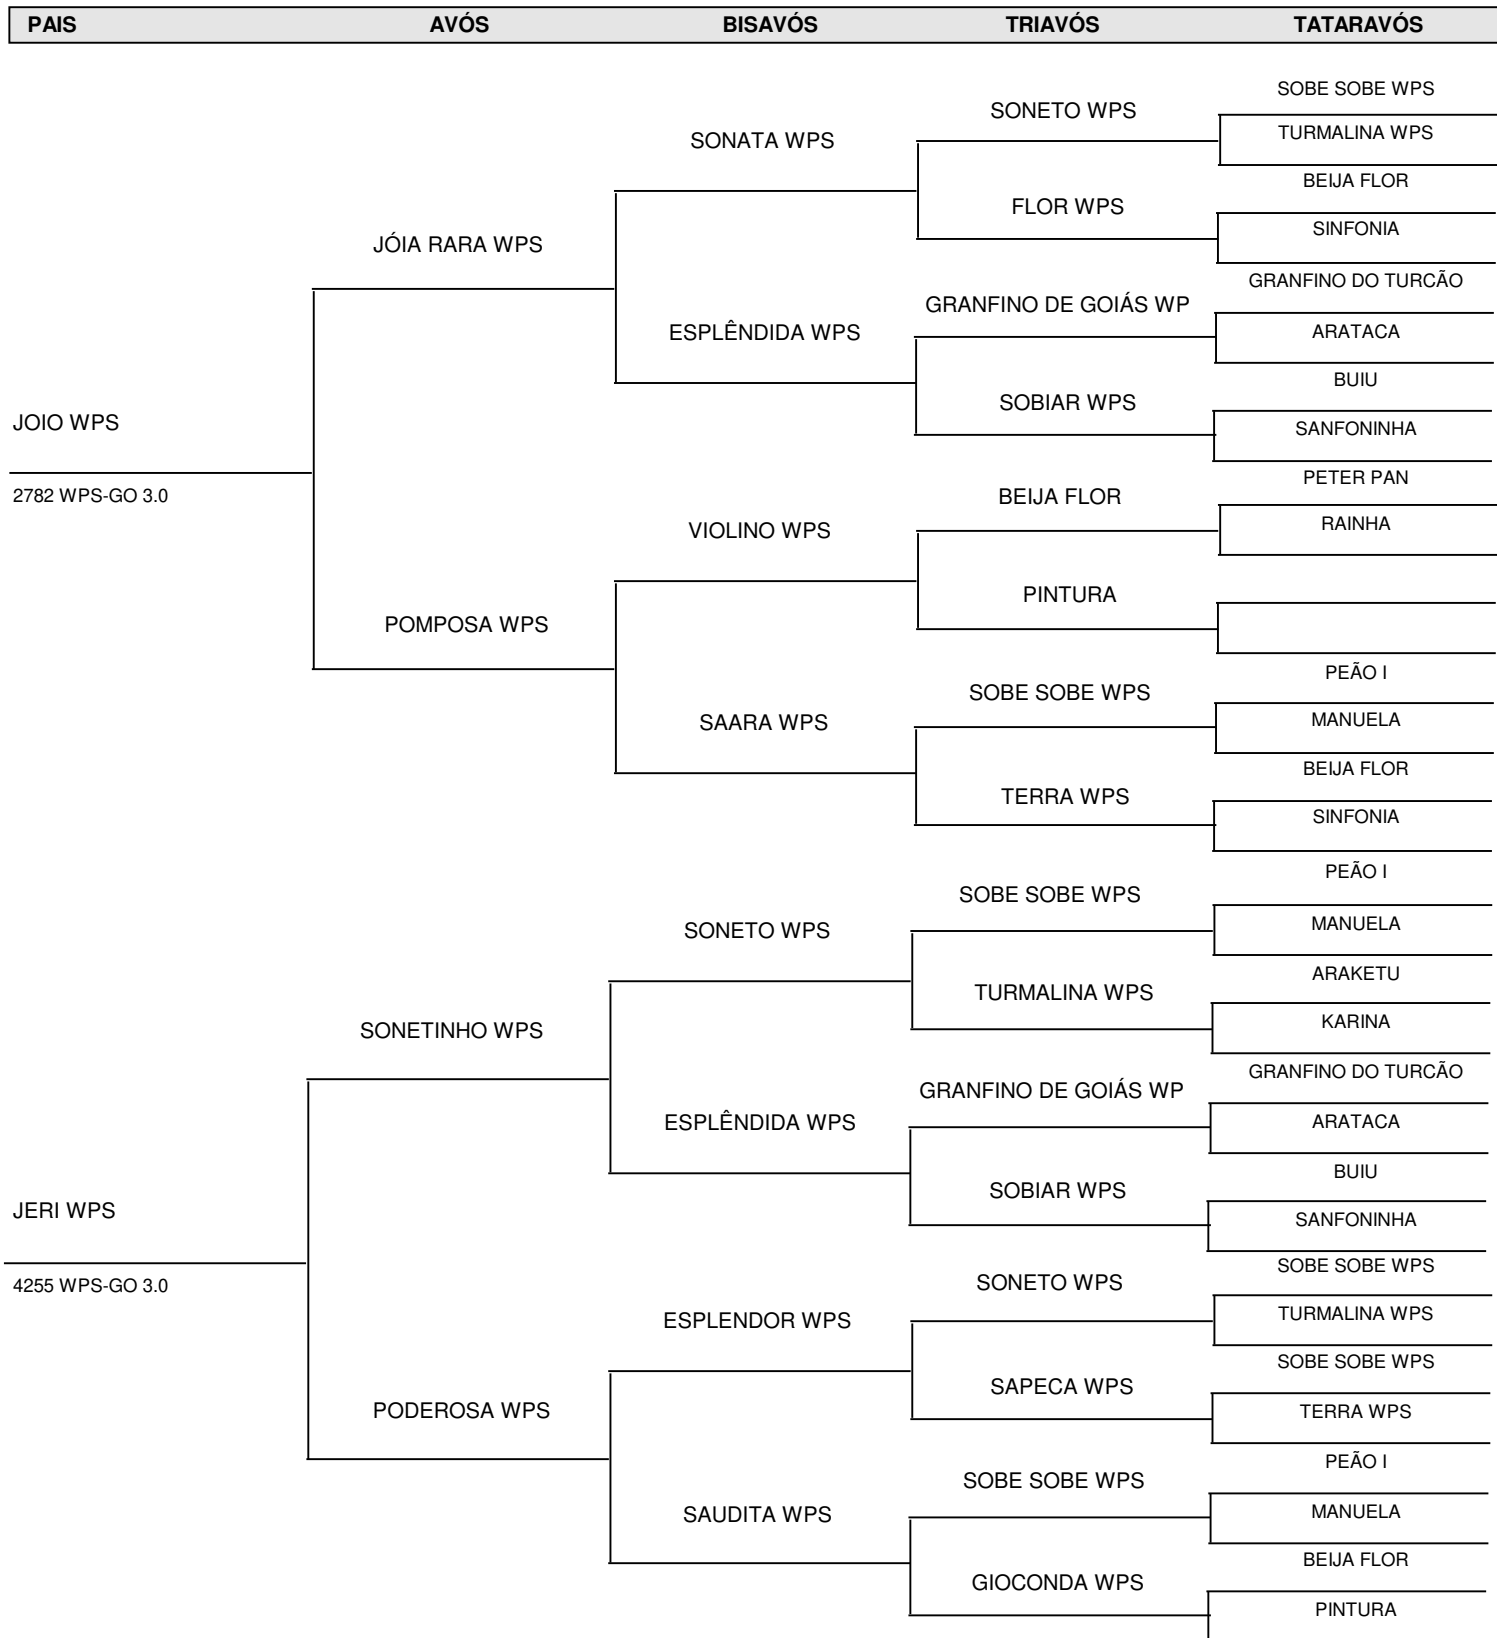 PAIS AVÓS BISAVÓS TRIAVÓS TATARAVÓS
SOBE SOBE WPS
SONETO WPS
TURMALINA WPS
SONATA WPS
BEIJA FLOR
FLOR WPS
SINFONIA
JÓIA RARA WPS
GRANFINO DO TURCÃO
GRANFINO DE GOIÁS WP
ARATACA
ESPLÊNDIDA WPS
BUIU
SOBIAR WPS
SANFONINHA
JOIO WPS
PETER PAN
2782 WPS-GO 3.0
BEIJA FLOR
RAINHA
VIOLINO WPS
PINTURA
POMPOSA WPS
PEÃO I
SOBE SOBE WPS
MANUELA
SAARA WPS
BEIJA FLOR
TERRA WPS
SINFONIA
PEÃO I
SOBE SOBE WPS
MANUELA
SONETO WPS
ARAKETU
TURMALINA WPS
KARINA
SONETINHO WPS
GRANFINO DO TURCÃO
GRANFINO DE GOIÁS WP
ARATACA
ESPLÊNDIDA WPS
BUIU
SOBIAR WPS
JERI WPS
SANFONINHA
SOBE SOBE WPS
4255 WPS-GO 3.0
SONETO WPS
TURMALINA WPS
ESPLENDOR WPS
SOBE SOBE WPS
SAPECA WPS
PODEROSA WPS
TERRA WPS
PEÃO I
SOBE SOBE WPS
MANUELA
SAUDITA WPS
BEIJA FLOR
GIOCONDA WPS
PINTURA